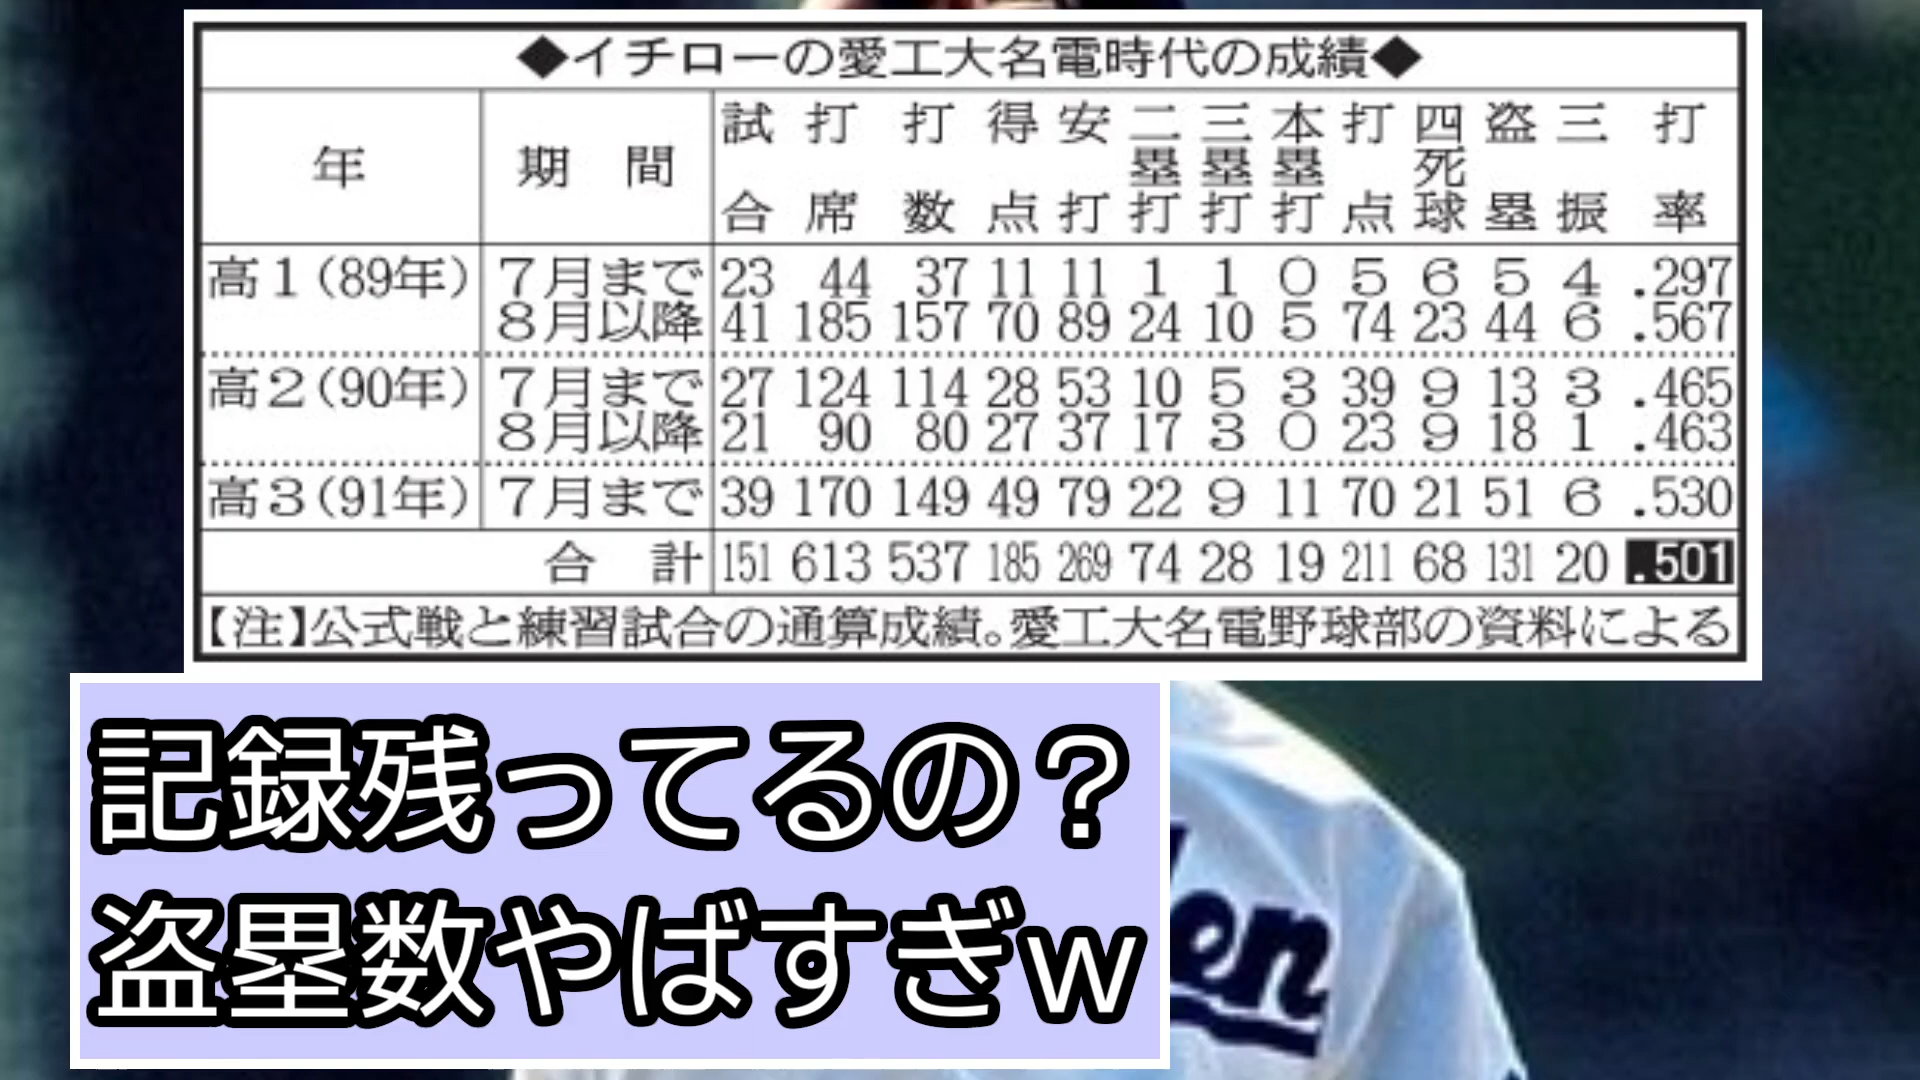 ◆イチローの愛工大名電時代の成績◆
年 期間 試合 打席 打数 得点 安打 二塁打 三塁打 本塁打 打点 四死球 盗塁 三振 打率
高1(89年) 7月まで 23 44 37 11 11 1 1 0 5 6 5 4 .297
8月以降 41 185 157 70 89 24 10 5 74 23 44 6 .567
高2(90年) 7月まで 27 124 114 28 53 10 5 3 39 9 13 3 .465
8月以降 21 90 80 27 37 17 3 0 23 9 18 1 .463
高3(91年) 7月まで 39 170 149 49 79 22 9 11 70 21 51 6 .530
合計 151 613 537 185 269 74 28 19 211 68 131 20 .501
【注】公式戦と練習試合の通算成績。愛工大名電野球部の資料による
記録残ってるの?
盗塁数やばすぎw
en